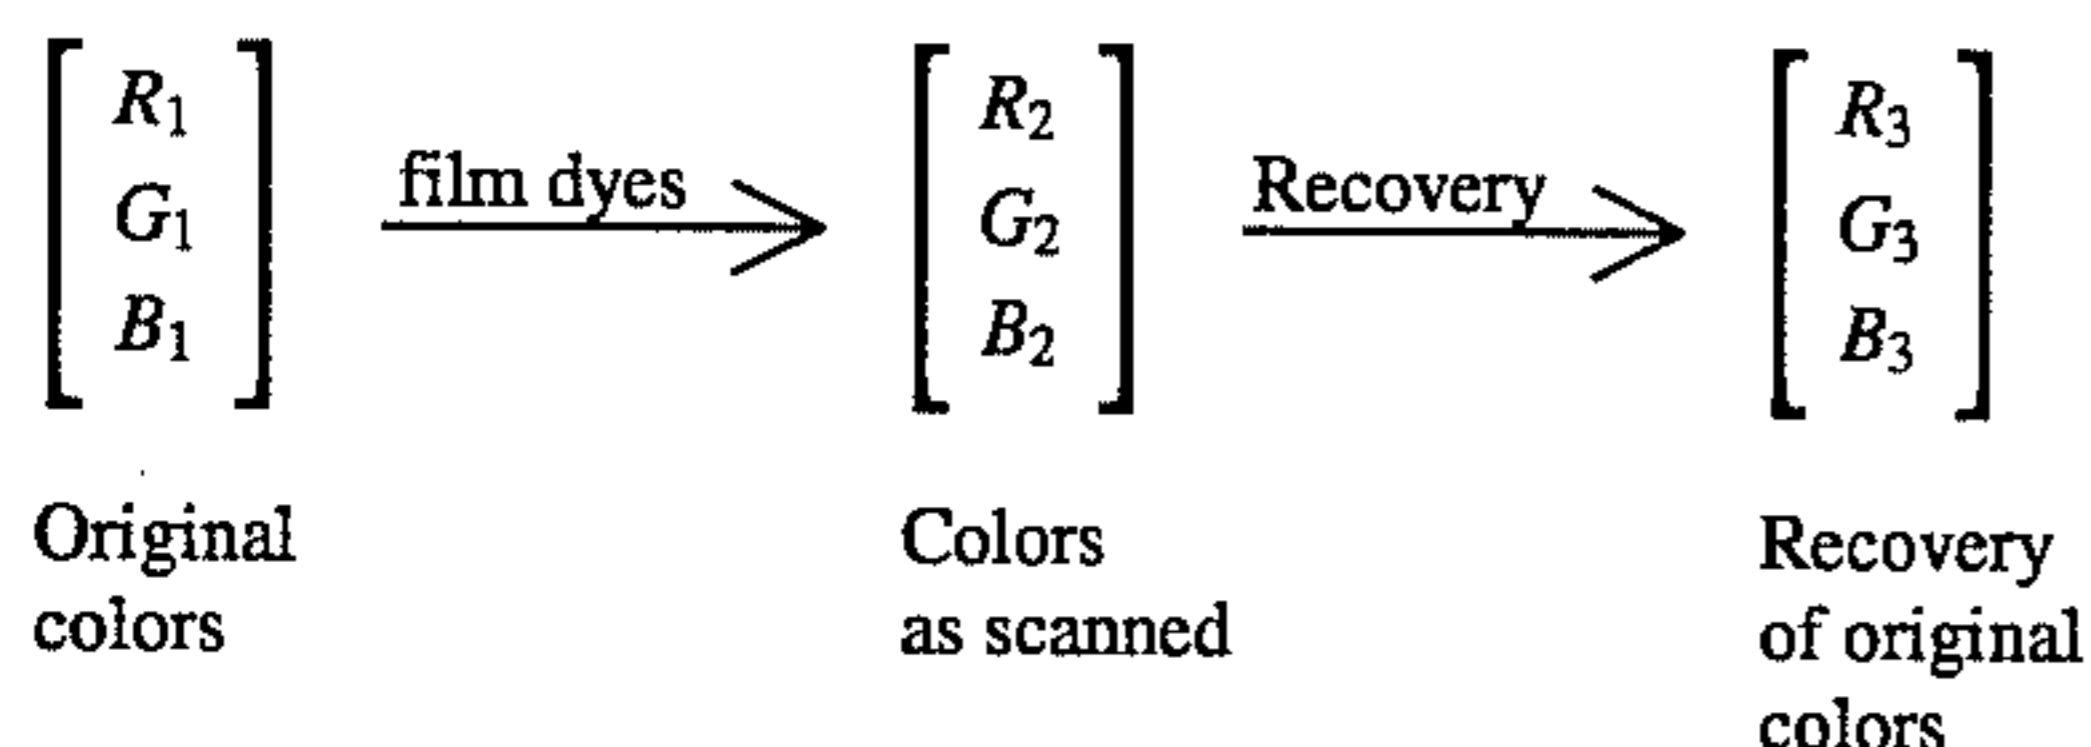 R₁
G₁
B₁
film dyes
R₂
G₂
B₂
Recovery
R₃
G₃
B₃
Original
colors
Colors
as scanned
Recovery
of original
colors